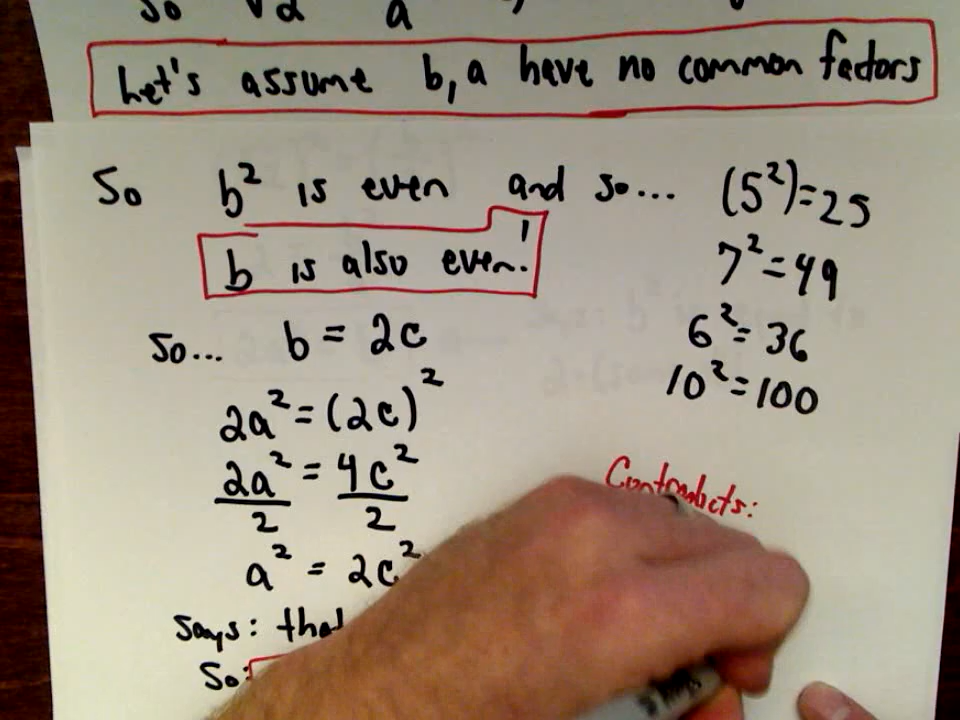 So √2 a
Let's assume b, a have no common factors
So b² is even and so... (5²)=25
b is also even!
7²=49
So... b = 2c
6²=36
10²=100
2a² = (2c)²
2a² = 4c²
2 2
Contradicts:
a² = 2c²
says: that
So: